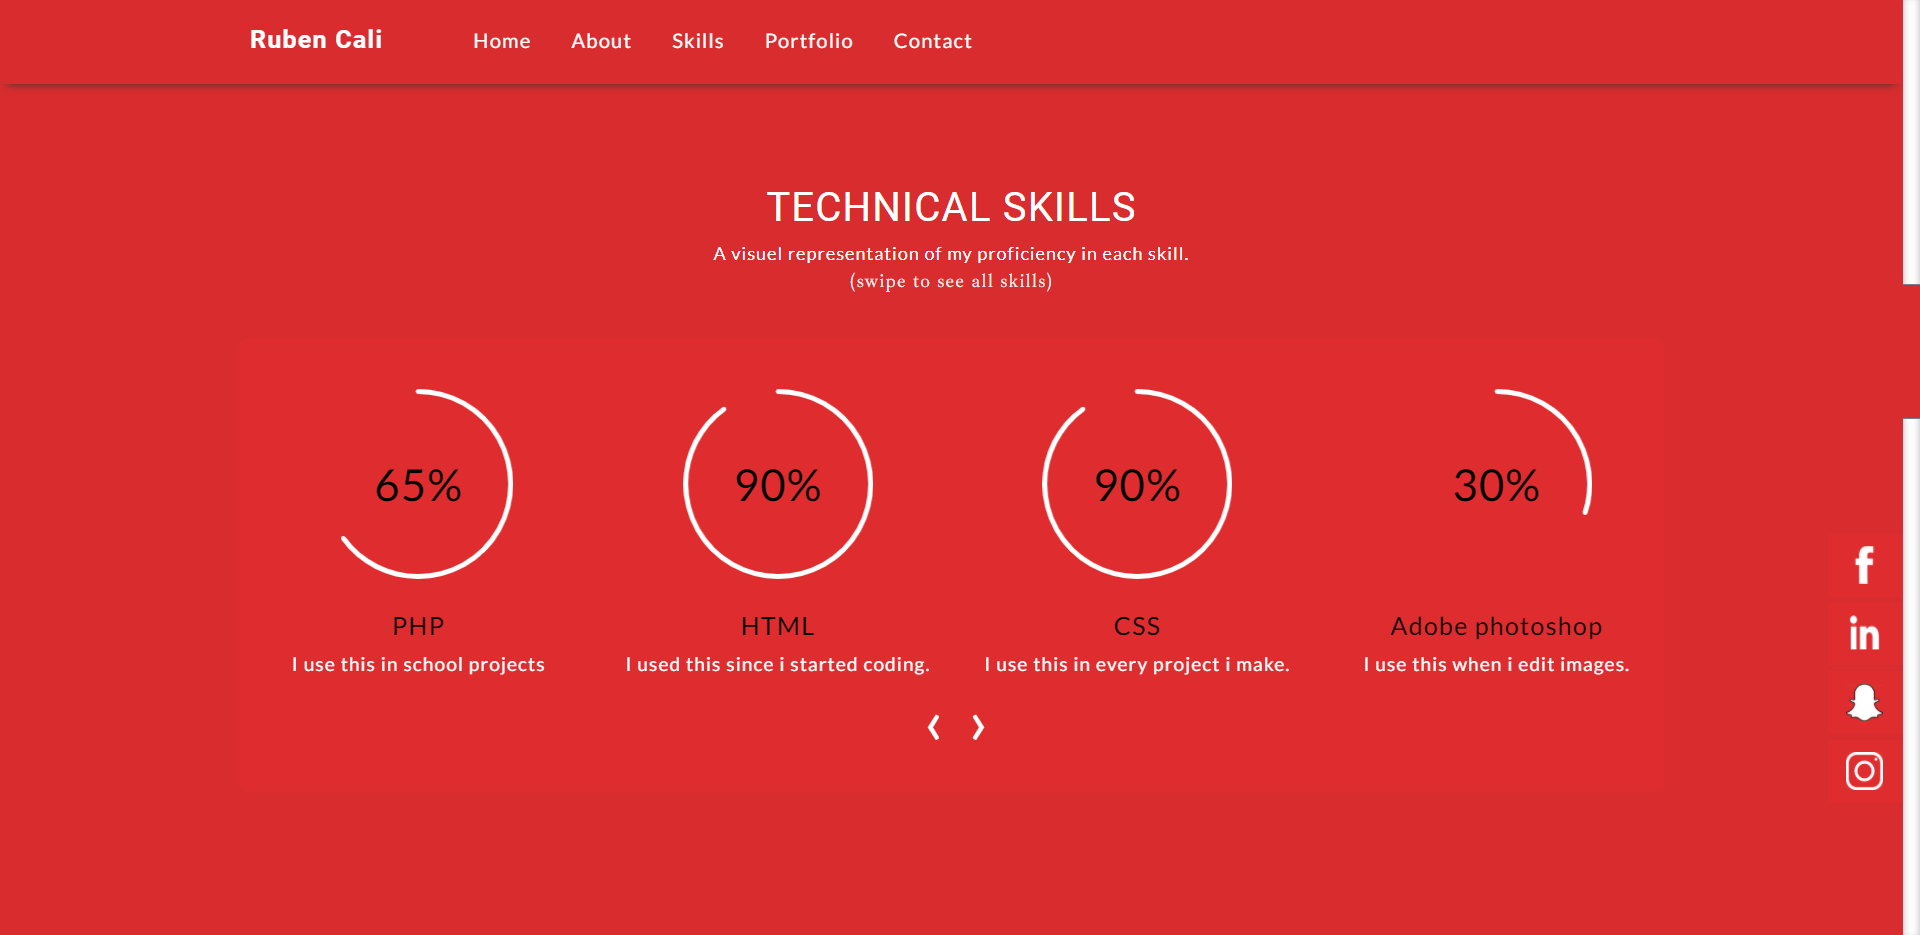 Ruben Cali
Home About Skills Portfolio Contact
TECHNICAL SKILLS
A visuel representation of my proficiency in each skill.
(swipe to see all skills)
65%
90%
90%
30%
PHP
HTML
CSS
Adobe photoshop
I use this in school projects
I used this since i started coding.
I use this in every project i make.
I use this when i edit images.